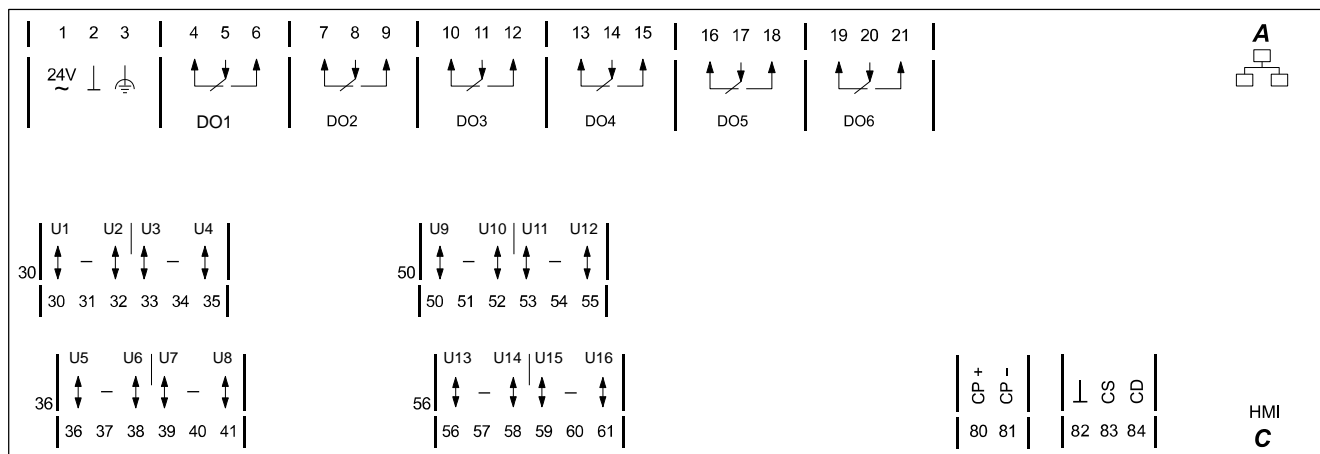 1 2 3 4 5 6 7 8 9 10 11 12 13 14 15 16 17 18 19 20 21 A
24V ~
DO1 DO2 DO3 DO4 DO5 DO6
U1 U2 U3 U4 U9 U10 U11 U12
30 – – 50 – –
30 31 32 33 34 35 50 51 52 53 54 55
U5 U6 U7 U8 U13 U14 U15 U16
36 – – 56 – – CP + CP – CS CD
36 37 38 39 40 41 56 57 58 59 60 61 80 81 82 83 84
HMI
C